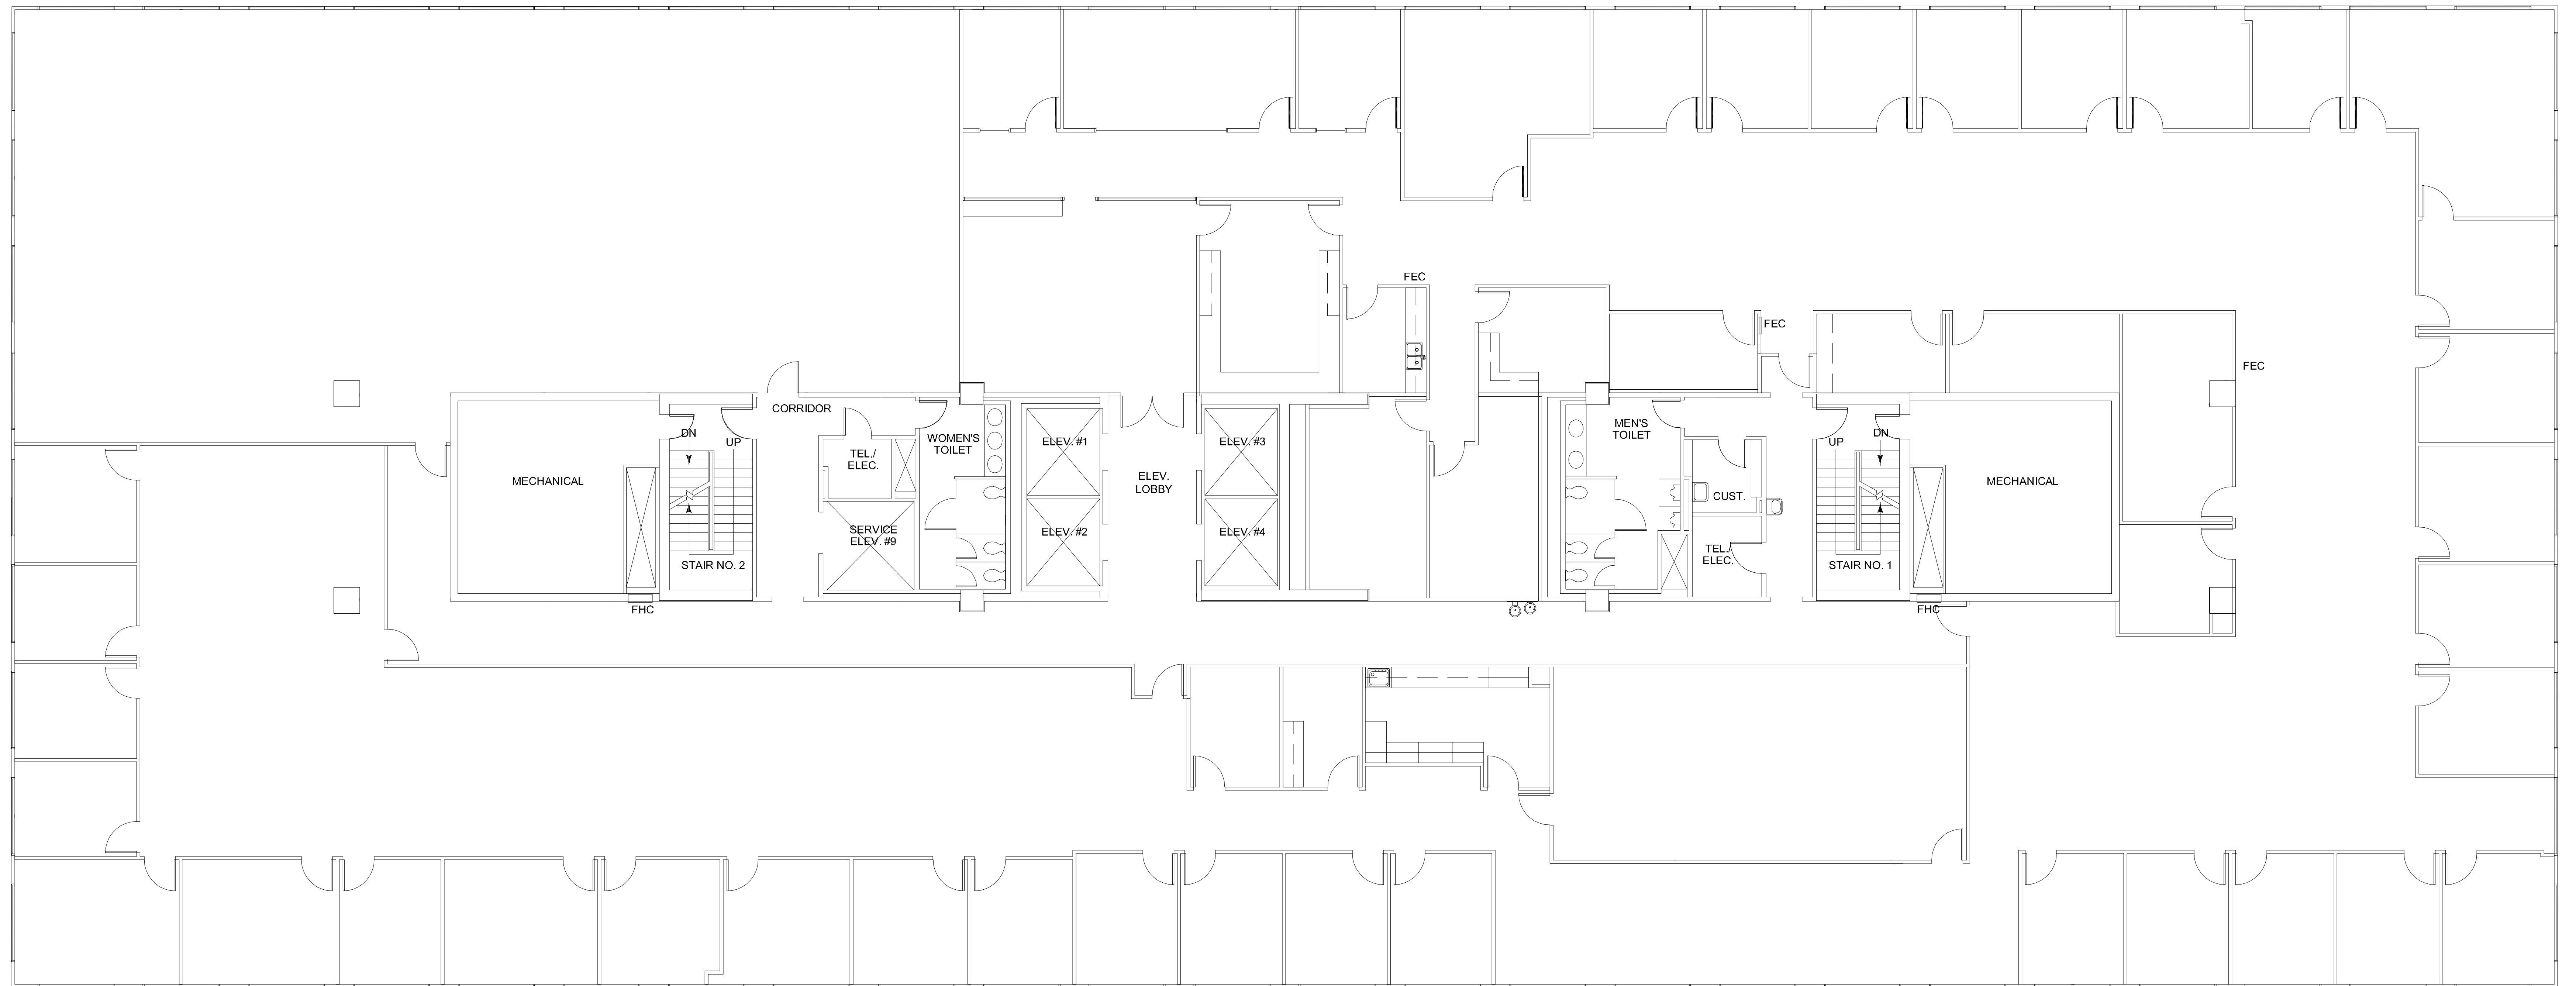 FEC
FEC
FEC
CORRIDOR
DN
UP
WOMEN'S
TOILET
ELEV. #1
ELEV. #3
MEN'S
TOILET
UP
DN
TEL./
ELEC.
MECHANICAL
ELEV.
LOBBY
CUST.
MECHANICAL
SERVICE
ELEV. #9
ELEV. #2
ELEV. #4
TEL./
ELEC.
STAIR NO. 2
STAIR NO. 1
FHC
FHC